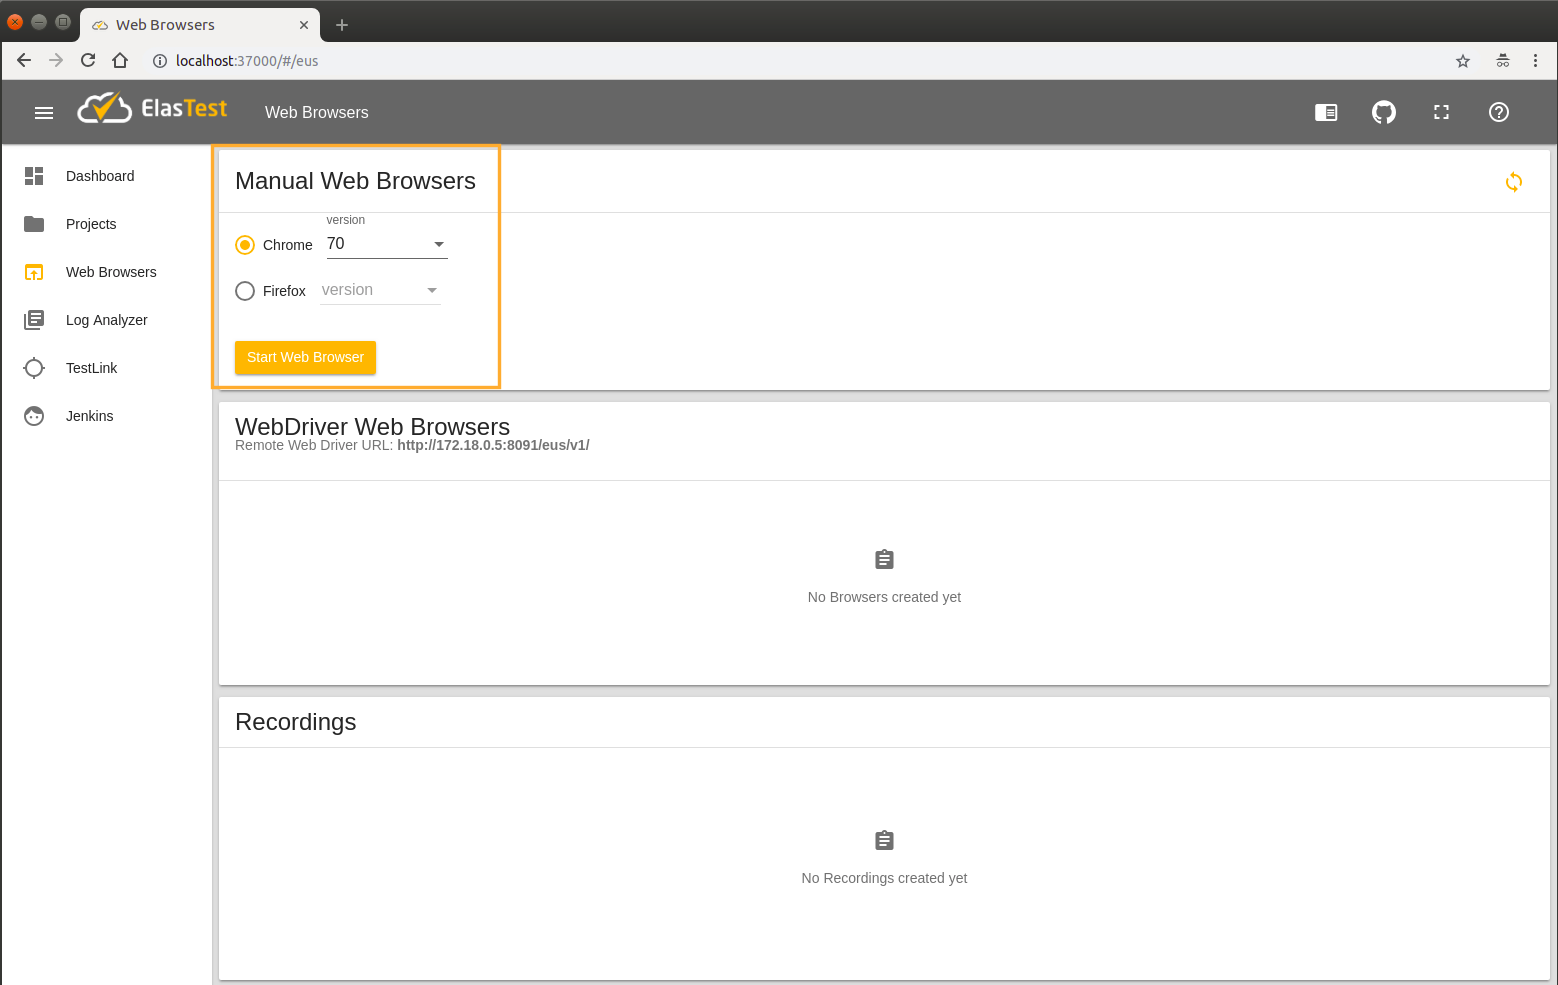 Web Browsers
localhost:37000/#/eus
ElasTest
Web Browsers
Dashboard
Projects
Web Browsers
Log Analyzer
TestLink
Jenkins
Manual Web Browsers
version
Chrome 70
Firefox version
Start Web Browser
WebDriver Web Browsers
Remote Web Driver URL: http://172.18.0.5:8091/eus/v1/
No Browsers created yet
Recordings
No Recordings created yet